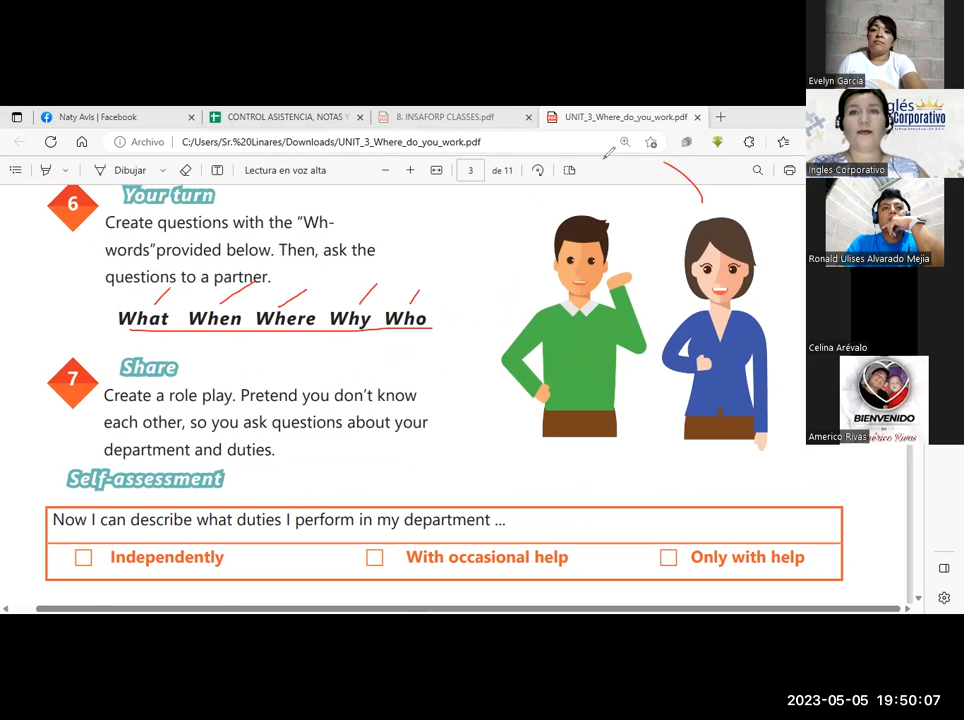 Naty Avls | Facebook
CONTROL ASISTENCIA, NOTAS Y
8. INSAFORP CLASSES.pdf
UNIT_3_Where_do_you_work.pdf
Archivo
C:/Users/Sr.%20Linares/Downloads/UNIT_3_Where_do_you_work.pdf
Dibujar
Lectura en voz alta
3
de 11
6
Your turn
Create questions with the “Wh-
words”provided below. Then, ask the
questions to a partner.
What When Where Why Who
7
Share
Create a role play. Pretend you don’t know
each other, so you ask questions about your
department and duties.
Self-assessment
Now I can describe what duties I perform in my department ...
Independently
With occasional help
Only with help
Evelyn García
nglés
Corporativo
Ingles Corporativo
Ronald Ulises Alvarado Mejia
Celina Arévalo
BIENVENIDO
Américo Rivas
Americo Rivas
2023-05-05 19:50:07